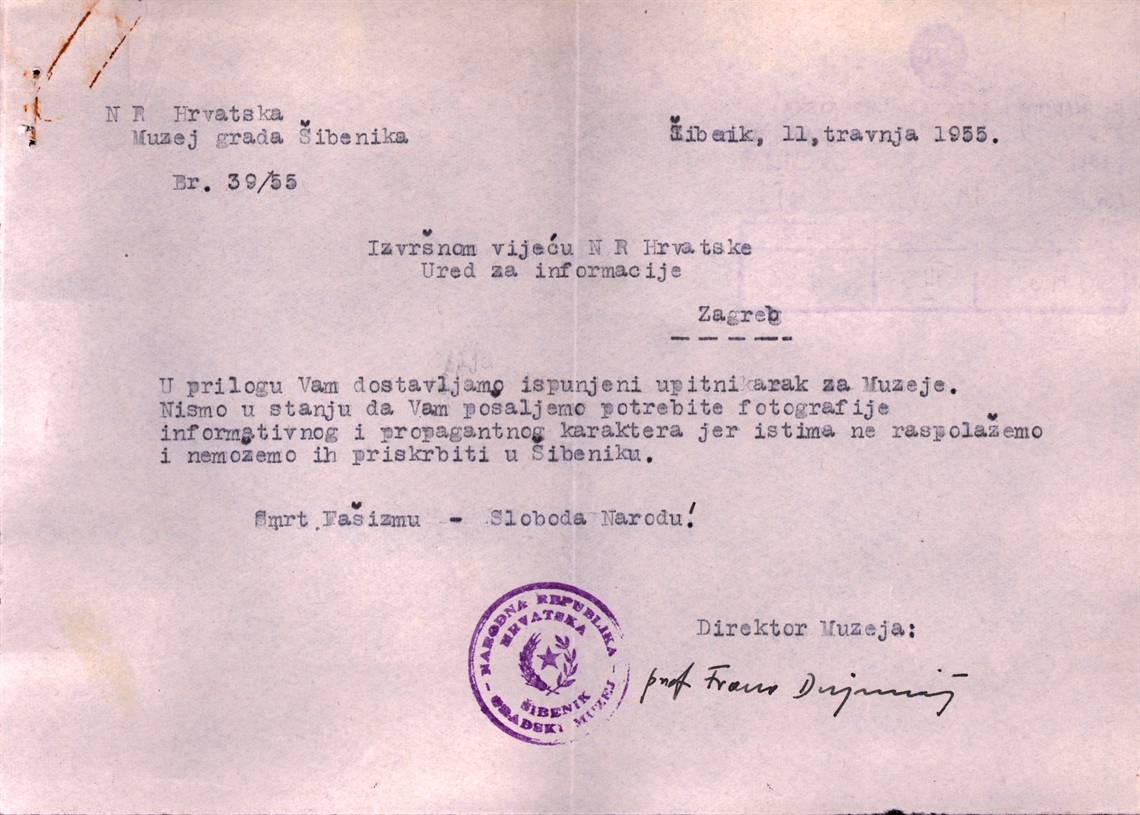 N R Hrvatska
Muzej grada Šibenika
Šibenik, 11,travnja 1955.
Br. 39/55
Izvršnom vijeću N R Hrvatske
Ured za informacije
Zagreb
U prilogu Vam dostavljamo ispunjeni upitnikarak za Muzeje.
Nismo u stanju da Vam posaljemo potrebite fotografije
informativnog i propagantnog karaktera jer istima ne raspolažemo
i nemožemo ih priskrbiti u Šibeniku.
Smrt Fašizmu - Sloboda Narodu!
Direktor Muzeja:
prof Frane
NARODNA REPUBLIKA
HRVATSKA
ŠIBENIK
GRADSKI MUZEJ